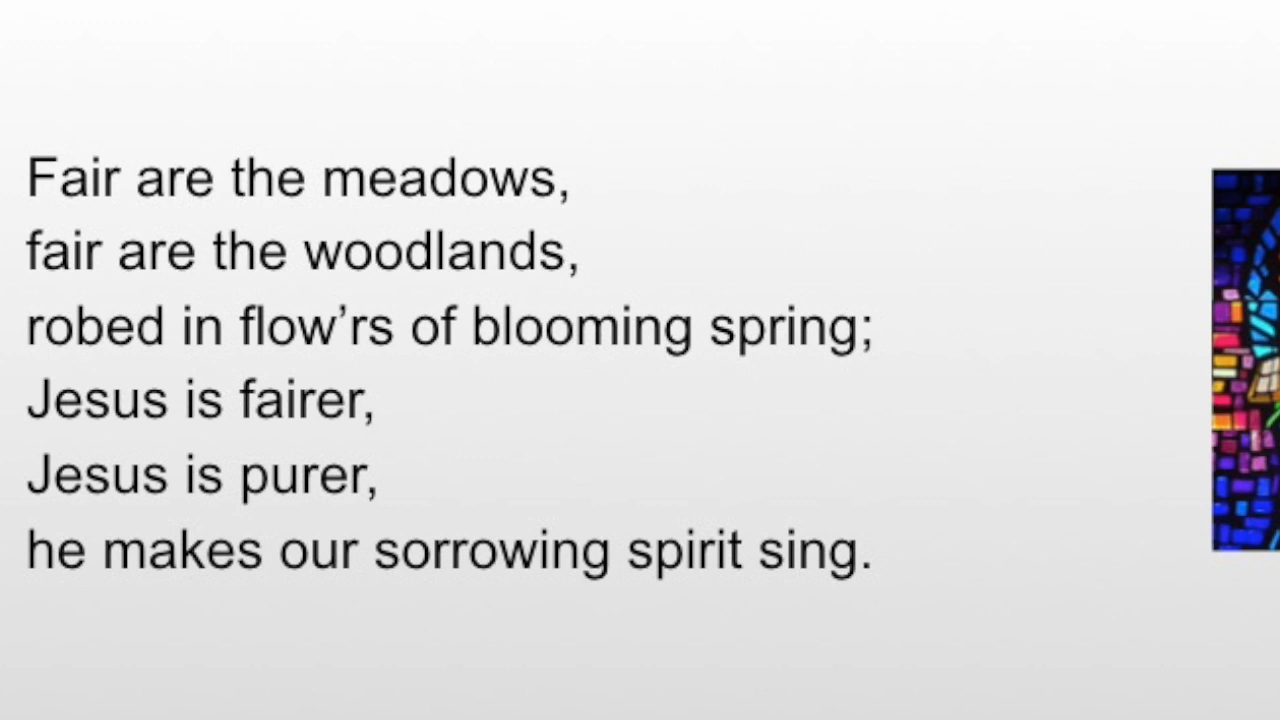 Fair are the meadows,
fair are the woodlands,
robed in flow’rs of blooming spring;
Jesus is fairer,
Jesus is purer,
he makes our sorrowing spirit sing.